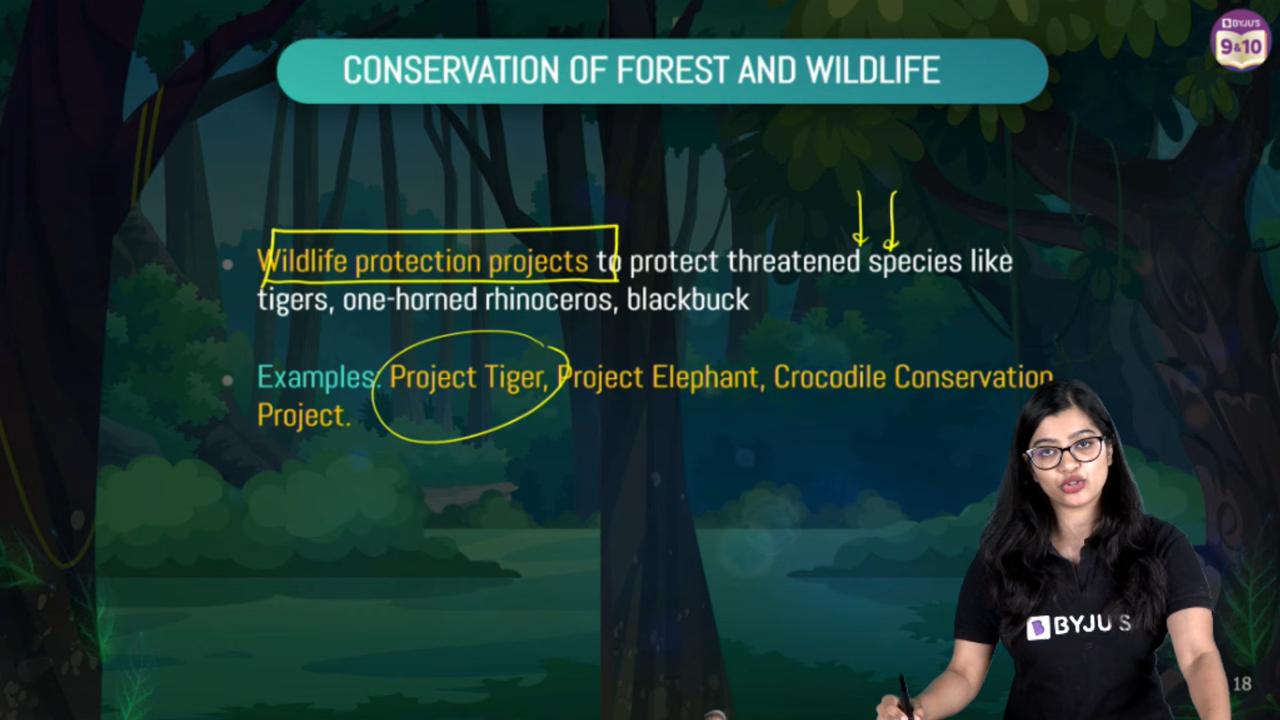 BYJU'S
9&10
CONSERVATION OF FOREST AND WILDLIFE
Wildlife protection projects to protect threatened species like
tigers, one-horned rhinoceros, blackbuck
Examples: Project Tiger, Project Elephant, Crocodile Conservation
Project.
BYJU'S
18